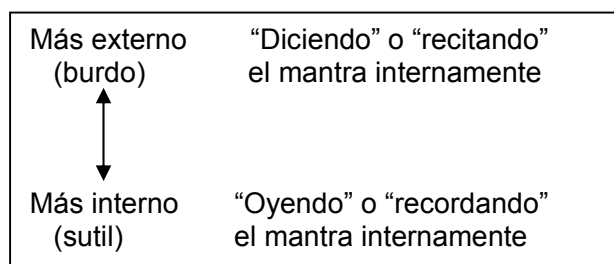 Más externo “Diciendo” o “recitando”
(burdo) el mantra internamente
Más interno “Oyendo” o “recordando”
(sutil) el mantra internamente